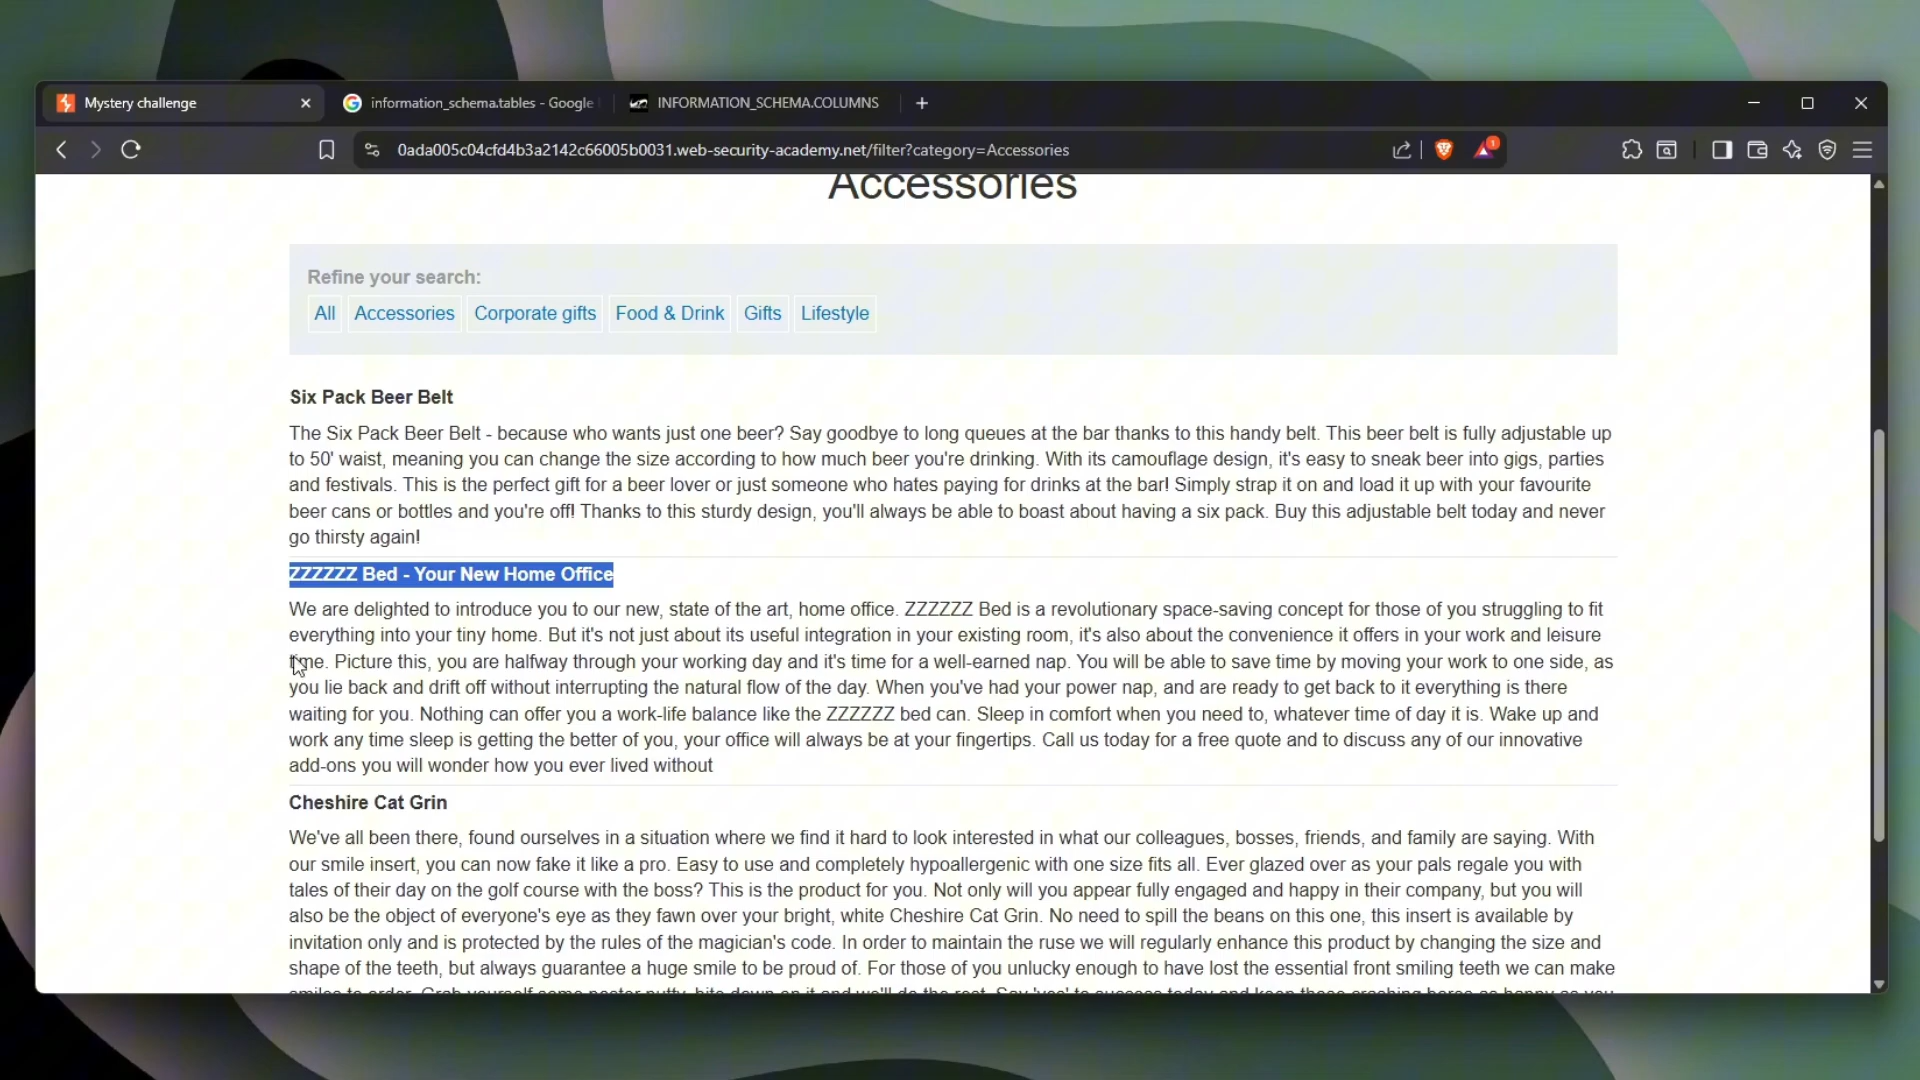 Mystery challenge
information_schema.tables - Google
INFORMATION_SCHEMA.COLUMNS
0ada005c04cfd4b3a2142c66005b0031.web-security-academy.net/filter?category=Accessories
1
Accessories
Refine your search:
All Accessories Corporate gifts Food & Drink Gifts Lifestyle
Six Pack Beer Belt
The Six Pack Beer Belt - because who wants just one beer? Say goodbye to long queues at the bar thanks to this handy belt. This beer belt is fully adjustable up
to 50' waist, meaning you can change the size according to how much beer you're drinking. With its camouflage design, it's easy to sneak beer into gigs, parties
and festivals. This is the perfect gift for a beer lover or just someone who hates paying for drinks at the bar! Simply strap it on and load it up with your favourite
beer cans or bottles and you're off! Thanks to this sturdy design, you'll always be able to boast about having a six pack. Buy this adjustable belt today and never
go thirsty again!
ZZZZZZ Bed - Your New Home Office
We are delighted to introduce you to our new, state of the art, home office. ZZZZZZ Bed is a revolutionary space-saving concept for those of you struggling to fit
everything into your tiny home. But it's not just about its useful integration in your existing room, it's also about the convenience it offers in your work and leisure
time. Picture this, you are halfway through your working day and it's time for a well-earned nap. You will be able to save time by moving your work to one side, as
you lie back and drift off without interrupting the natural flow of the day. When you've had your power nap, and are ready to get back to it everything is there
waiting for you. Nothing can offer you a work-life balance like the ZZZZZZ bed can. Sleep in comfort when you need to, whatever time of day it is. Wake up and
work any time sleep is getting the better of you, your office will always be at your fingertips. Call us today for a free quote and to discuss any of our innovative
add-ons you will wonder how you ever lived without
Cheshire Cat Grin
We've all been there, found ourselves in a situation where we find it hard to look interested in what our colleagues, bosses, friends, and family are saying. With
our smile insert, you can now fake it like a pro. Easy to use and completely hypoallergenic with one size fits all. Ever glazed over as your pals regale you with
tales of their day on the golf course with the boss? This is the product for you. Not only will you appear fully engaged and happy in their company, but you will
also be the object of everyone's eye as they fawn over your bright, white Cheshire Cat Grin. No need to spill the beans on this one, this insert is available by
invitation only and is protected by the rules of the magician's code. In order to maintain the ruse we will regularly enhance this product by changing the size and
shape of the teeth, but always guarantee a huge smile to be proud of. For those of you unlucky enough to have lost the essential front smiling teeth we can make